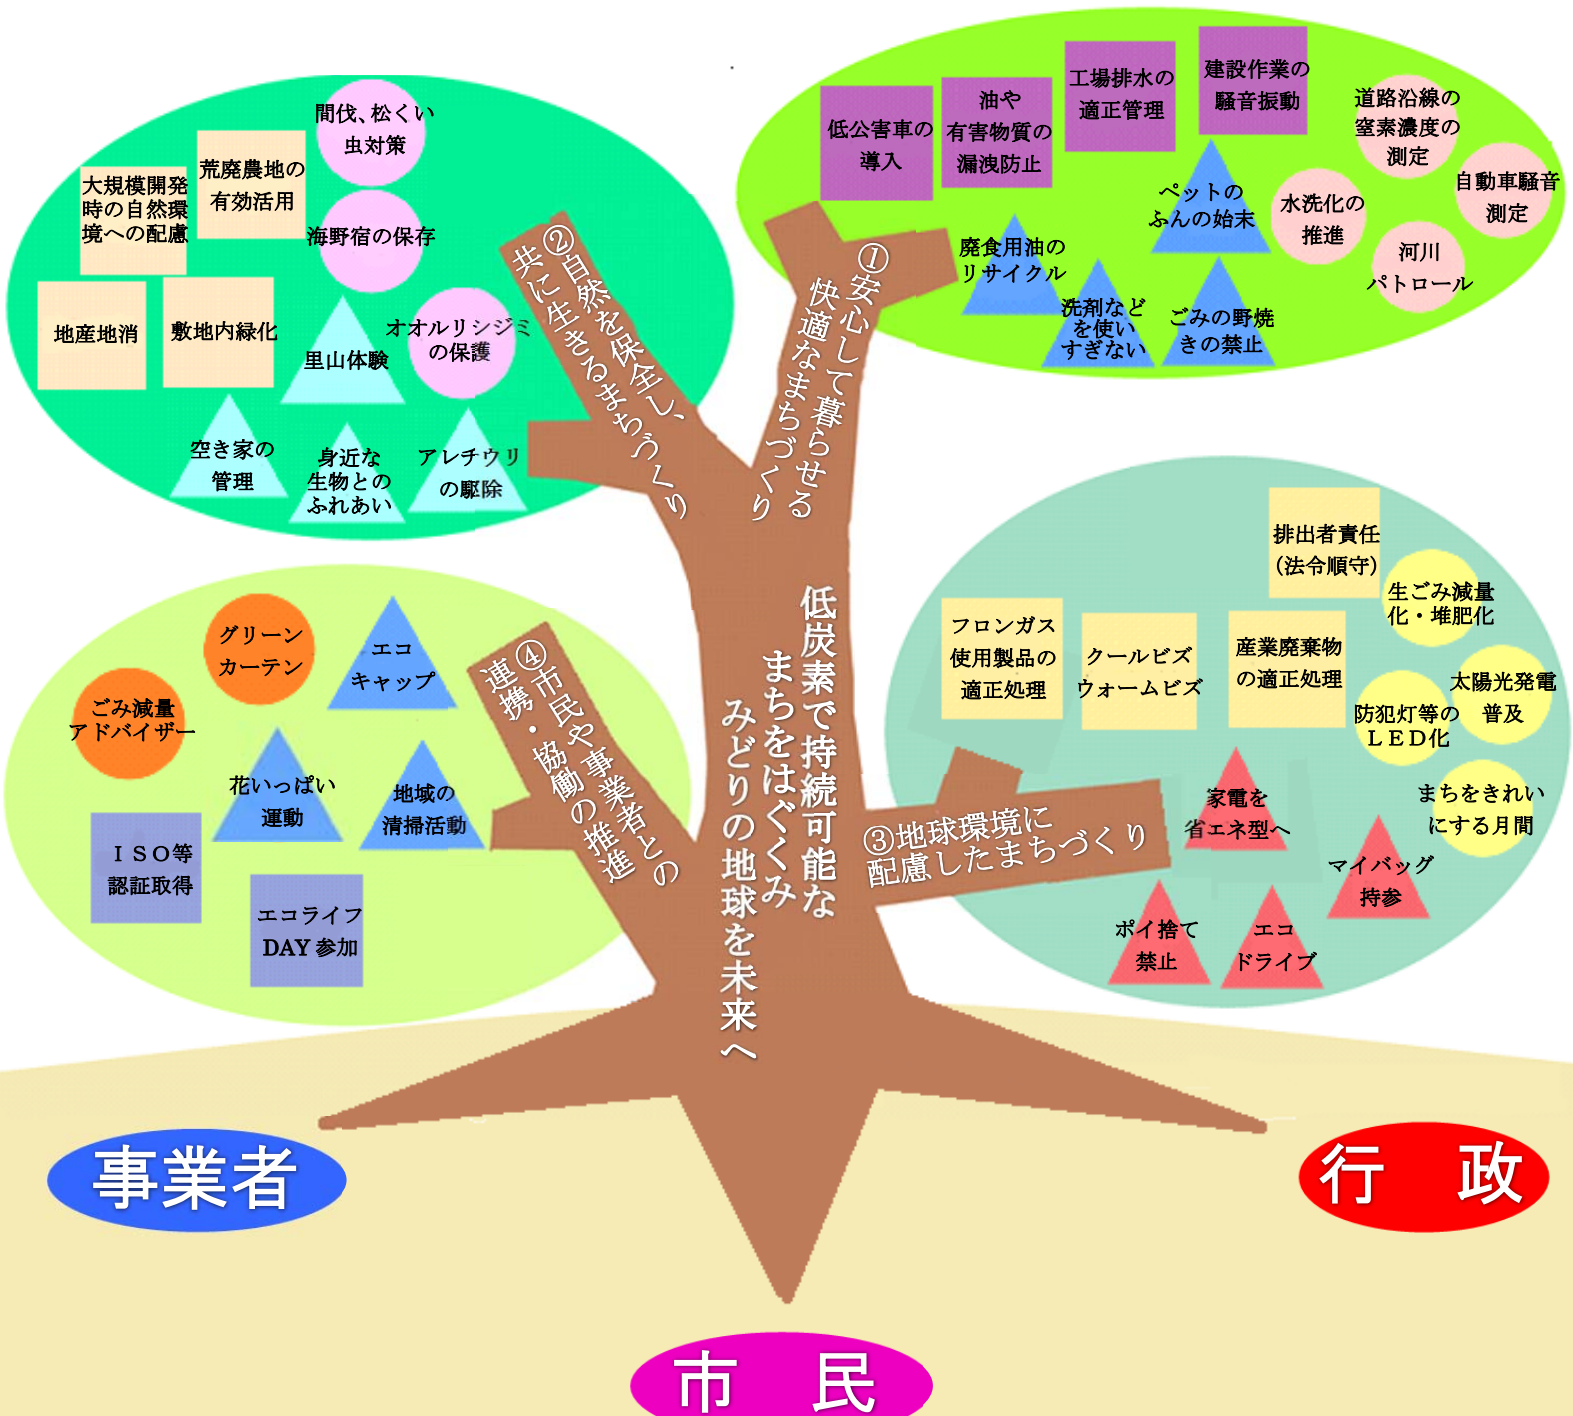 間伐、松くい
虫対策
荒廃農地の
有効活用
大規模開発
時の自然環
境への配慮
海野宿の保存
地産地消
敷地内緑化
里山体験
オオルリシジミ
の保護
空き家の
管理
身近な
生物との
ふれあい
アレチウリ
の駆除
②自然を保全し、
共に生きるまちづくり
低公害車の
導入
油や
有害物質の
漏洩防止
工場排水の
適正管理
建設作業の
騒音振動
道路沿線の
窒素濃度の
測定
自動車騒音
測定
ペットの
ふんの始末
水洗化の
推進
河川
パトロール
廃食用油の
リサイクル
洗剤など
を使い
すぎない
ごみの野焼
きの禁止
①安心して暮らせる
快適なまちづくり
グリーン
カーテン
エコ
キャップ
ごみ減量
アドバイザー
花いっぱい
運動
地域の
清掃活動
ＩＳＯ等
認証取得
エコライフ
DAY 参加
④市民や事業者との
連携・協働の推進
低炭素で持続可能な
まちをはぐくみ
みどりの地球を未来へ
排出者責任
（法令順守）
生ごみ減量
化・堆肥化
フロンガス
使用製品の
適正処理
クールビズ
ウォームビズ
産業廃棄物
の適正処理
太陽光発電
普及
防犯灯等の
ＬＥＤ化
家電を
省エネ型へ
まちをきれい
にする月間
マイバッグ
持参
ポイ捨て
禁止
エコ
ドライブ
③地球環境に
配慮したまちづくり
事業者
行　政
市　民